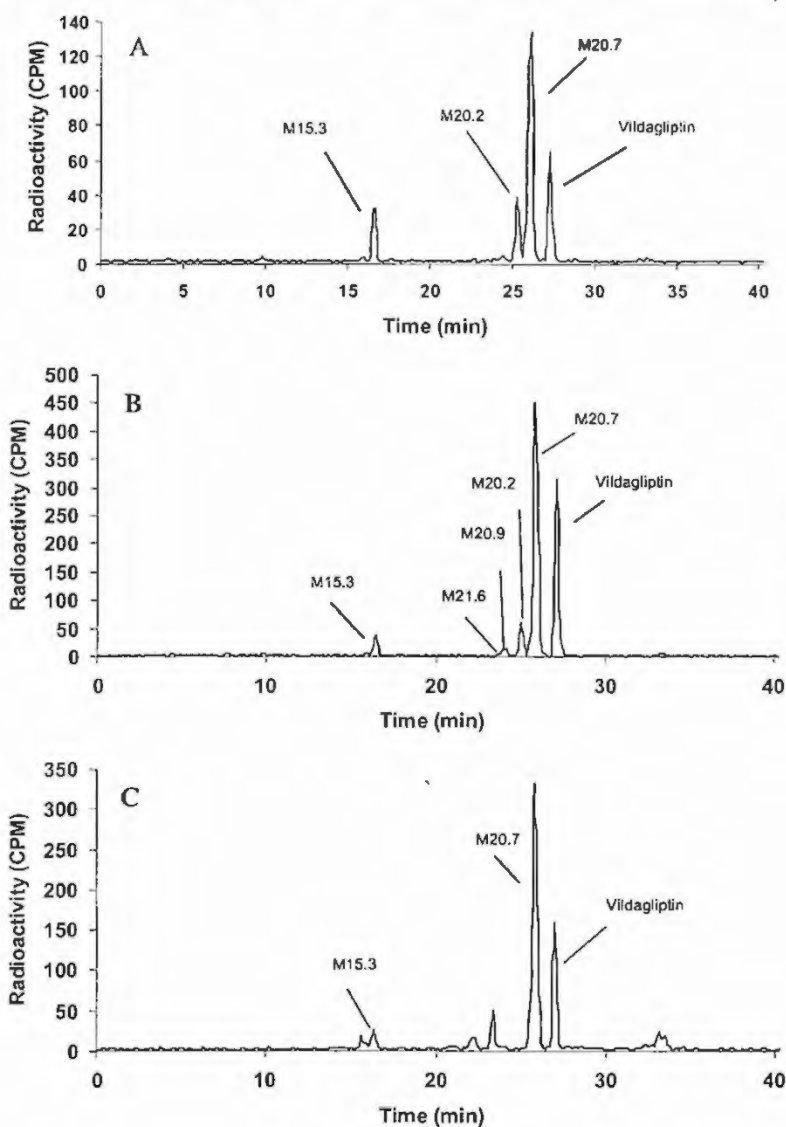 A
Radioactivity (CPM)
140
120
100
80
60
40
20
0
M15.3
M20.2
M20.7
Vildagliptin
0 5 10 15 20 25 30 35 40
Time (min)
B
Radioactivity (CPM)
500
450
400
350
300
250
200
150
100
50
0
M15.3
M21.6
M20.9
M20.2
M20.7
Vildagliptin
0 10 20 30 40
Time (min)
C
Radioactivity (CPM)
350
300
250
200
150
100
50
0
M15.3
M20.7
Vildagliptin
0 10 20 30 40
Time (min)